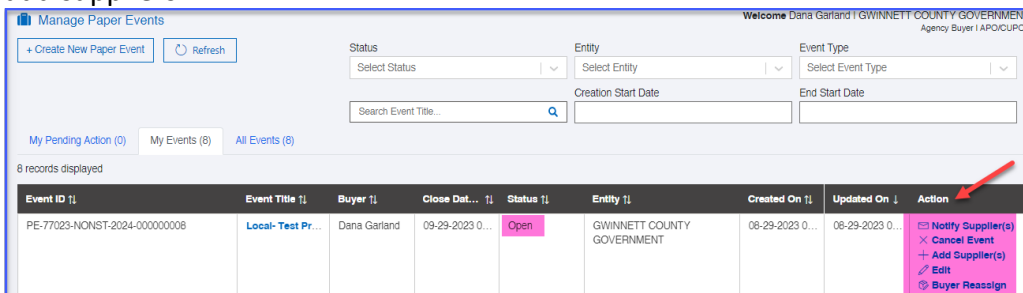 Manage Paper Events
Welcome Dana Garland | GWINNETT COUNTY GOVERNMEN
Agency Buyer | APO/CUPO
+ Create New Paper Event
Refresh
Status
Entity
Event Type
Select Status
Select Entity
Select Event Type
Creation Start Date
End Start Date
Search Event Title...
My Pending Action (0)
My Events (8)
All Events (8)
8 records displayed
Event ID
Event Title
Buyer
Close Dat...
Status
Entity
Created On
Updated On
Action
PE-77023-NONST-2024-000000008
Local- Test Pr...
Dana Garland
09-29-2023 0...
Open
GWINNETT COUNTY
GOVERNMENT
08-29-2023 0...
08-29-2023 0...
Notify Supplier(s)
Cancel Event
Add Supplier(s)
Edit
Buyer Reassign